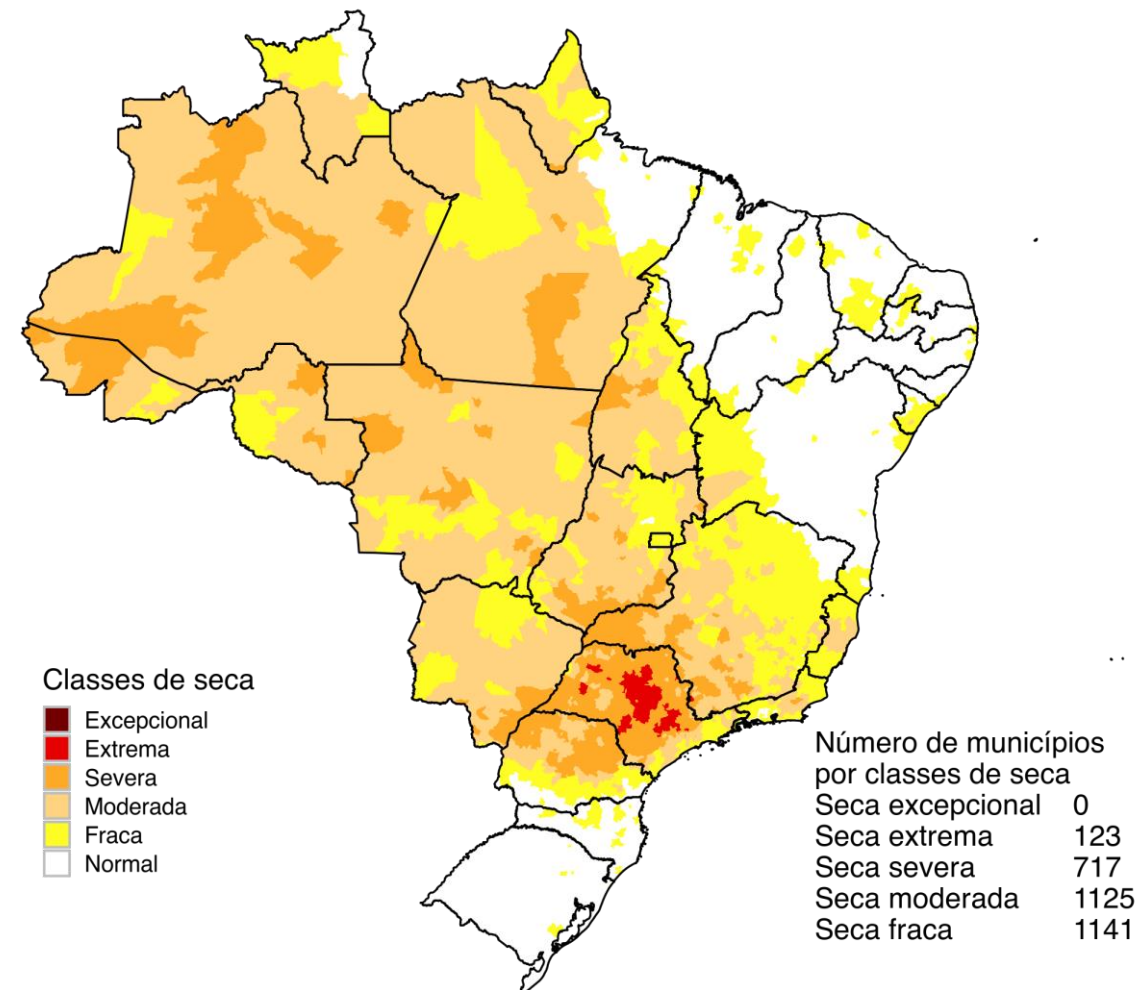 Classes de seca
Excepcional
Extrema
Severa
Moderada
Fraca
Normal
Número de municípios
por classes de seca
Seca excepcional 0
Seca extrema 123
Seca severa 717
Seca moderada 1125
Seca fraca 1141